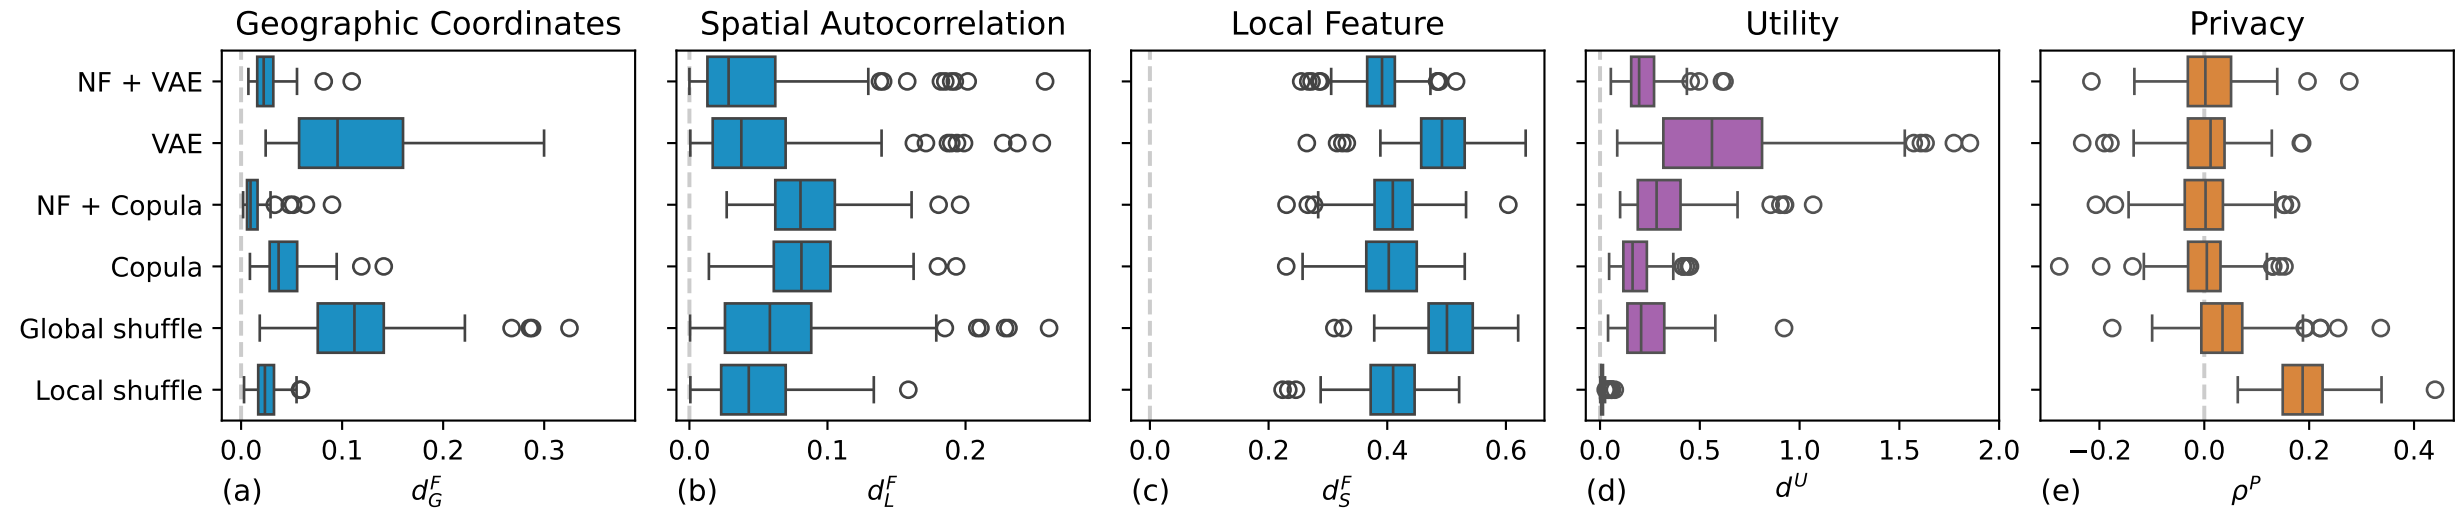 Geographic Coordinates
Spatial Autocorrelation
Local Feature
Utility
Privacy
NF + VAE
VAE
NF + Copula
Copula
Global shuffle
Local shuffle
0.0 0.1 0.2 0.3
0.0 0.1 0.2
0.0 0.2 0.4 0.6
0.0 0.5 1.0 1.5 2.0
−0.2 0.0 0.2 0.4
(a) d_G^F
(b) d_L^F
(c) d_S^F
(d) d^U
(e) ρ^P